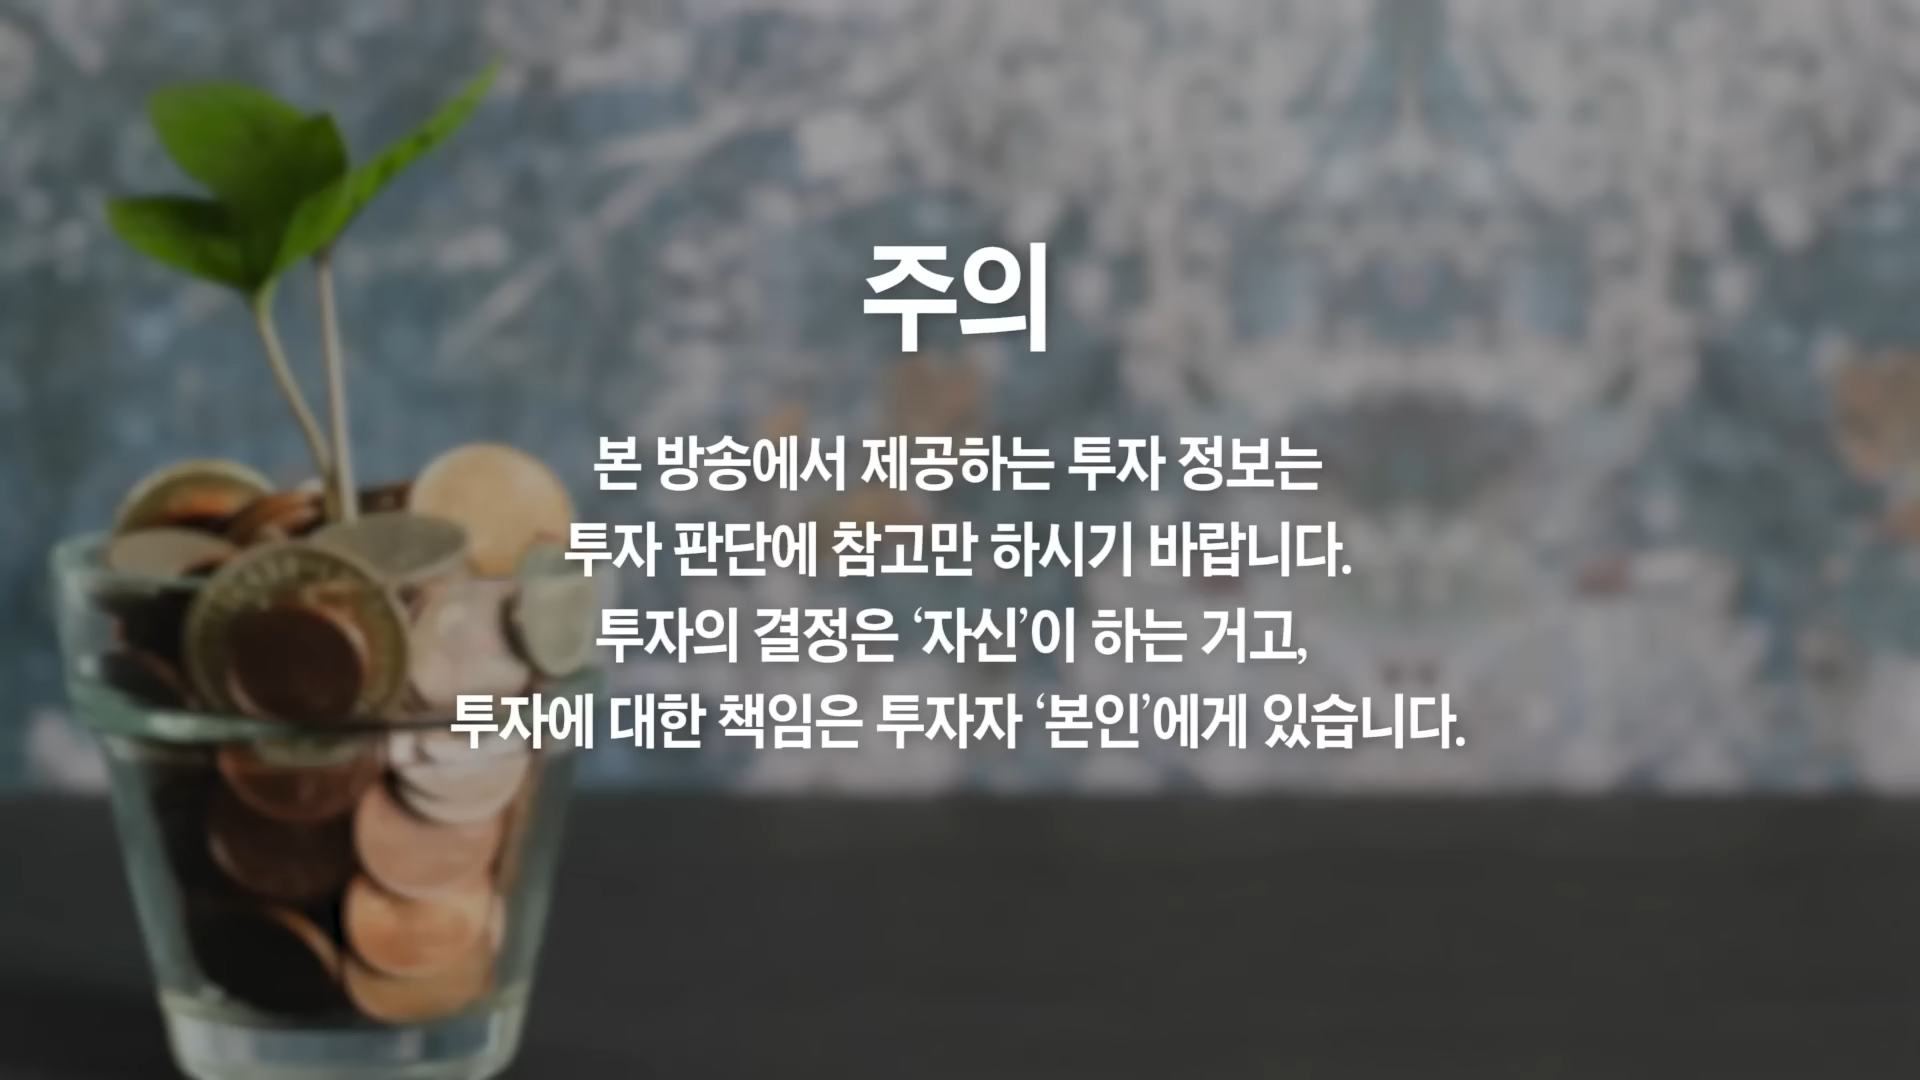 주의
본 방송에서 제공하는 투자 정보는
투자 판단에 참고만 하시기 바랍니다.
투자의 결정은 ‘자신’이 하는 거고,
투자에 대한 책임은 투자자 ‘본인’에게 있습니다.